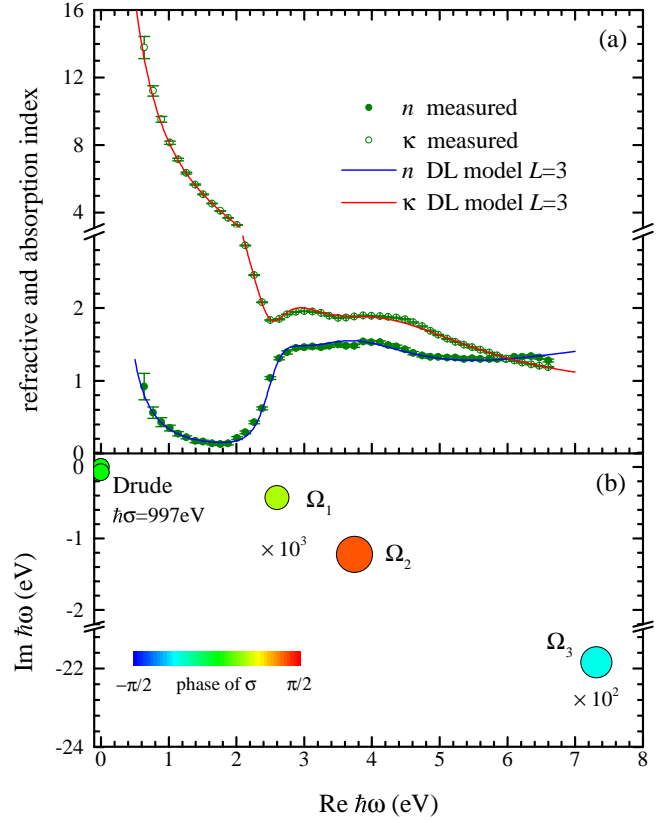 16
12
8
4
2
1
0
refractive and absorption index
(a)
n measured
κ measured
n DL model L=3
κ DL model L=3
0
-1
-2
-22
-24
Im ħω (eV)
(b)
Drude
ħσ=997eV
Ω₁
× 10³
Ω₂
Ω₃
× 10²
−π/2 phase of σ π/2
0 1 2 3 4 5 6 7 8
Re ħω (eV)